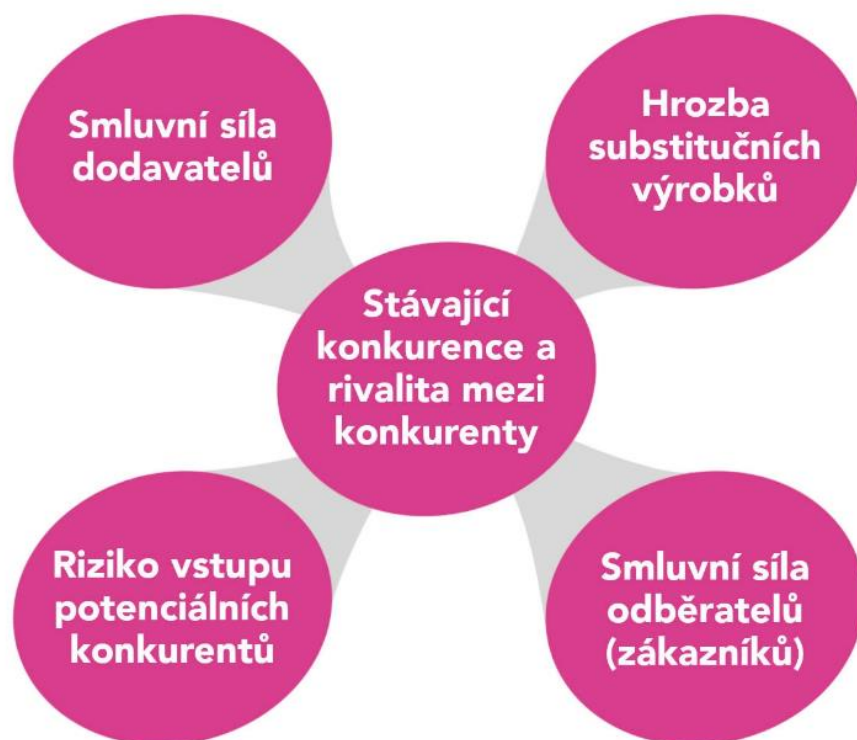 Smluvní síla
dodavatelů
Hrozba
substitučních
výrobků
Stávající
konkurence a
rivalita mezi
konkurenty
Riziko vstupu
potenciálních
konkurentů
Smluvní síla
odběratelů
(zákazníků)